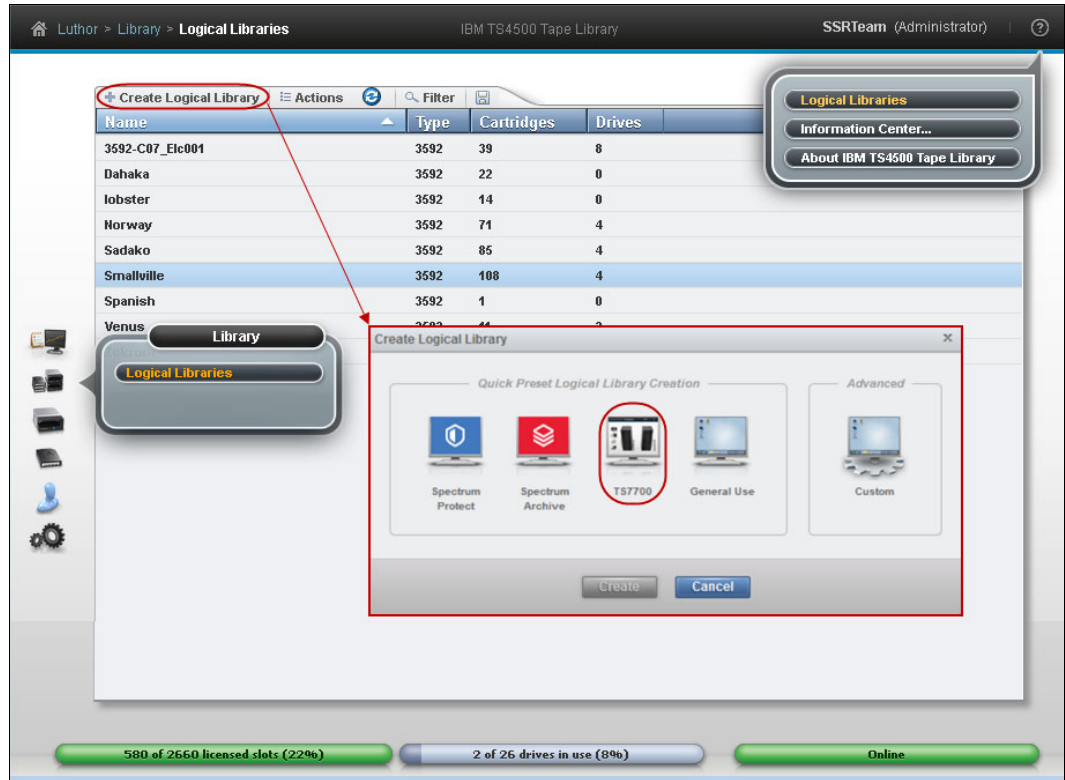 Luthor > Library > Logical Libraries IBM TS4500 Tape Library SSRTeam (Administrator) ?
Create Logical Library Actions Filter
Logical Libraries
Information Center...
About IBM TS4500 Tape Library
Name Type Cartridges Drives
3592-C07_Elc001 3592 39 8
Dahaka 3592 22 0
lobster 3592 14 0
Norway 3592 71 4
Sadako 3592 85 4
Smallville 3592 108 4
Spanish 3592 1 0
Venus
Library
Logical Libraries
Create Logical Library x
Quick Preset Logical Library Creation Advanced
Spectrum Protect Spectrum Archive TS7700 General Use Custom
Create Cancel
580 of 2660 licensed slots (22%) 2 of 26 drives in use (8%) Online